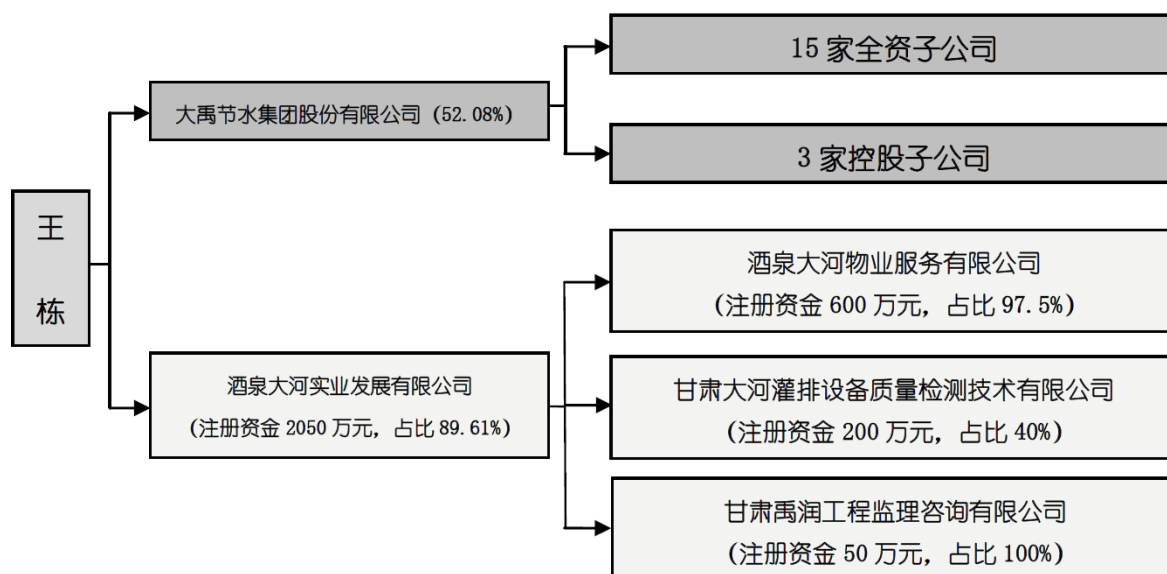 15 家全资子公司
大禹节水集团股份有限公司 (52.08%)
3 家控股子公司
王
栋
酒泉大河物业服务有限公司
(注册资金 600 万元，占比 97.5%)
酒泉大河实业发展有限公司
(注册资金 2050 万元，占比 89.61%)
甘肃大河灌排设备质量检测技术有限公司
(注册资金 200 万元，占比 40%)
甘肃禹润工程监理咨询有限公司
(注册资金 50 万元，占比 100%)